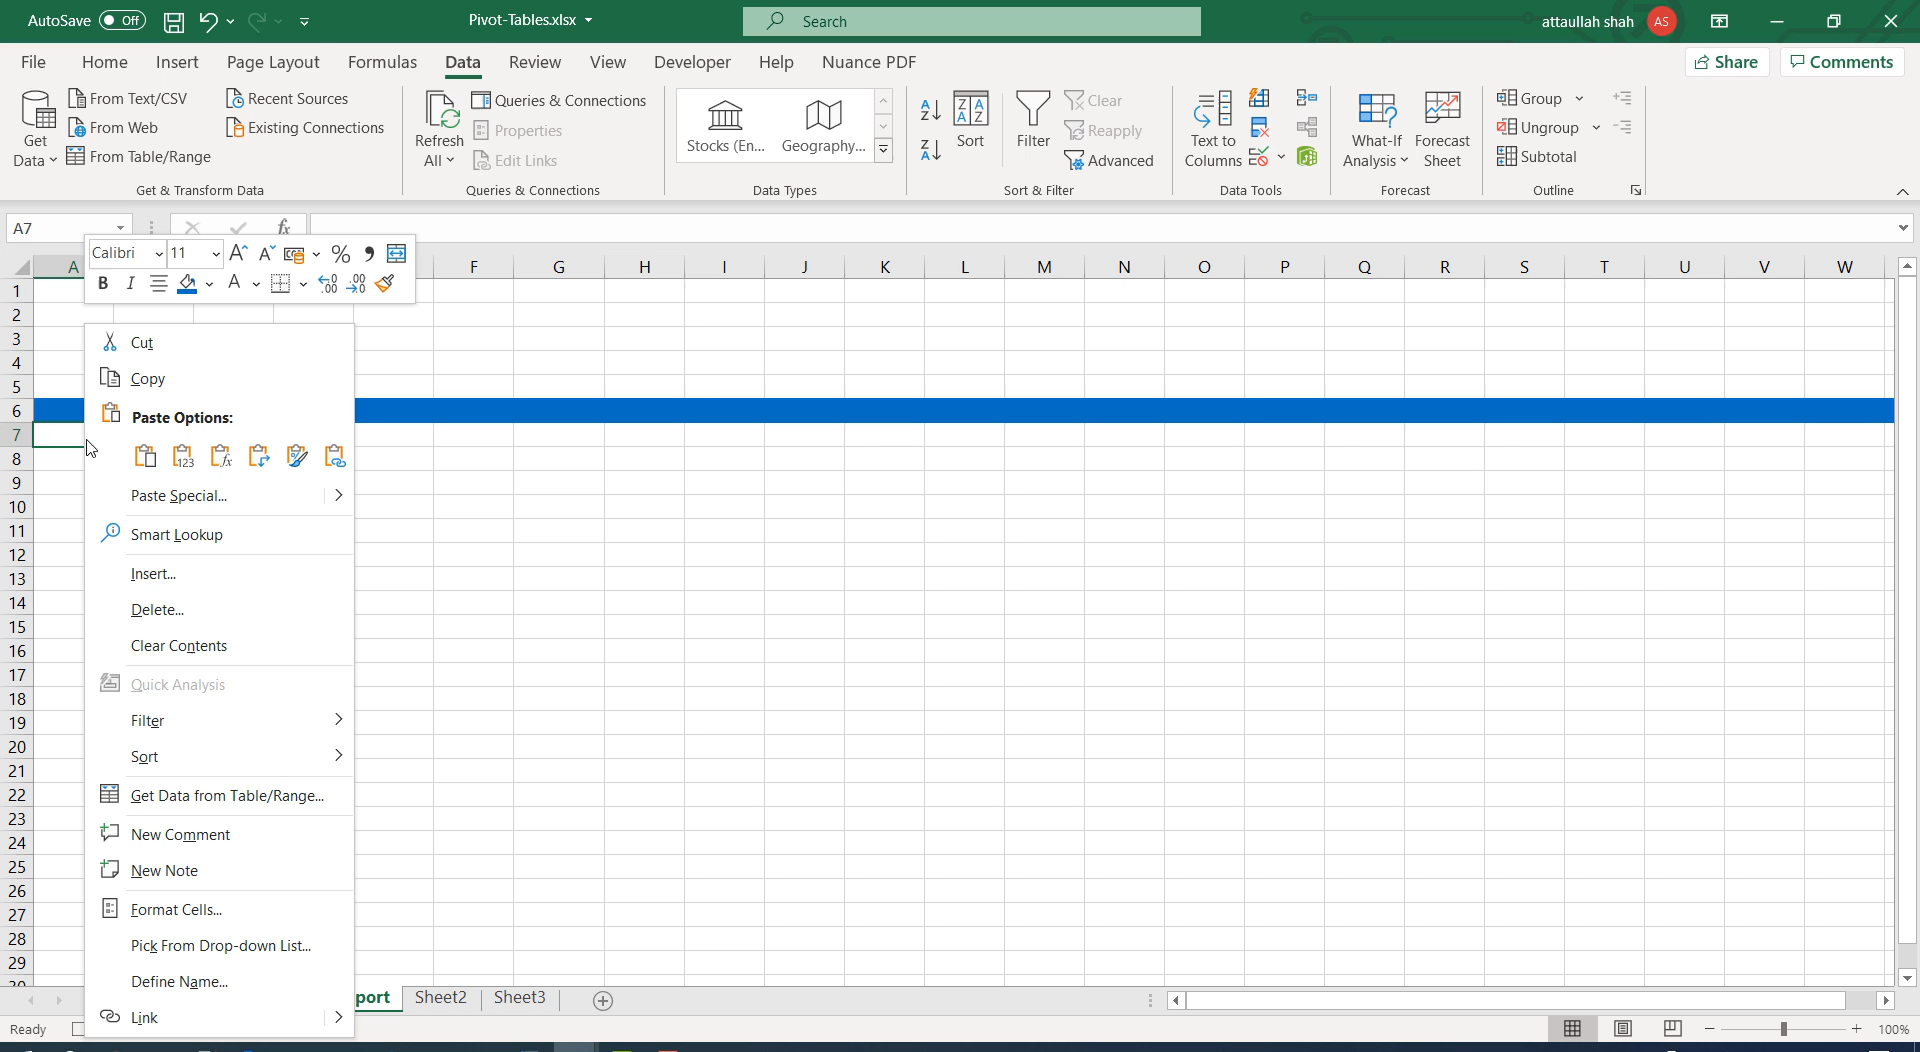 AutoSave Off Pivot-Tables.xlsx Search attaullah shah AS
File Home Insert Page Layout Formulas Data Review View Developer Help Nuance PDF Share Comments
Get Data
From Text/CSV
From Web
From Table/Range
Recent Sources
Existing Connections
Get & Transform Data
Refresh All
Queries & Connections
Properties
Edit Links
Queries & Connections
Stocks (En... Geography...
Data Types
Sort
Filter
Clear
Reapply
Advanced
Sort & Filter
Text to Columns
Data Tools
What-If Analysis
Forecast Sheet
Forecast
Group
Ungroup
Subtotal
Outline
A7 fx
Calibri 11
B I A
A F G H I J K L M N O P Q R S T U V W
1
2
3
4
5
6
7
8
9
10
11
12
13
14
15
16
17
18
19
20
21
22
23
24
25
26
27
28
29
Cut
Copy
Paste Options:
Paste Special...
Smart Lookup
Insert...
Delete...
Clear Contents
Quick Analysis
Filter
Sort
Get Data from Table/Range...
New Comment
New Note
Format Cells...
Pick From Drop-down List...
Define Name...
Link
port Sheet2 Sheet3
Ready 100%